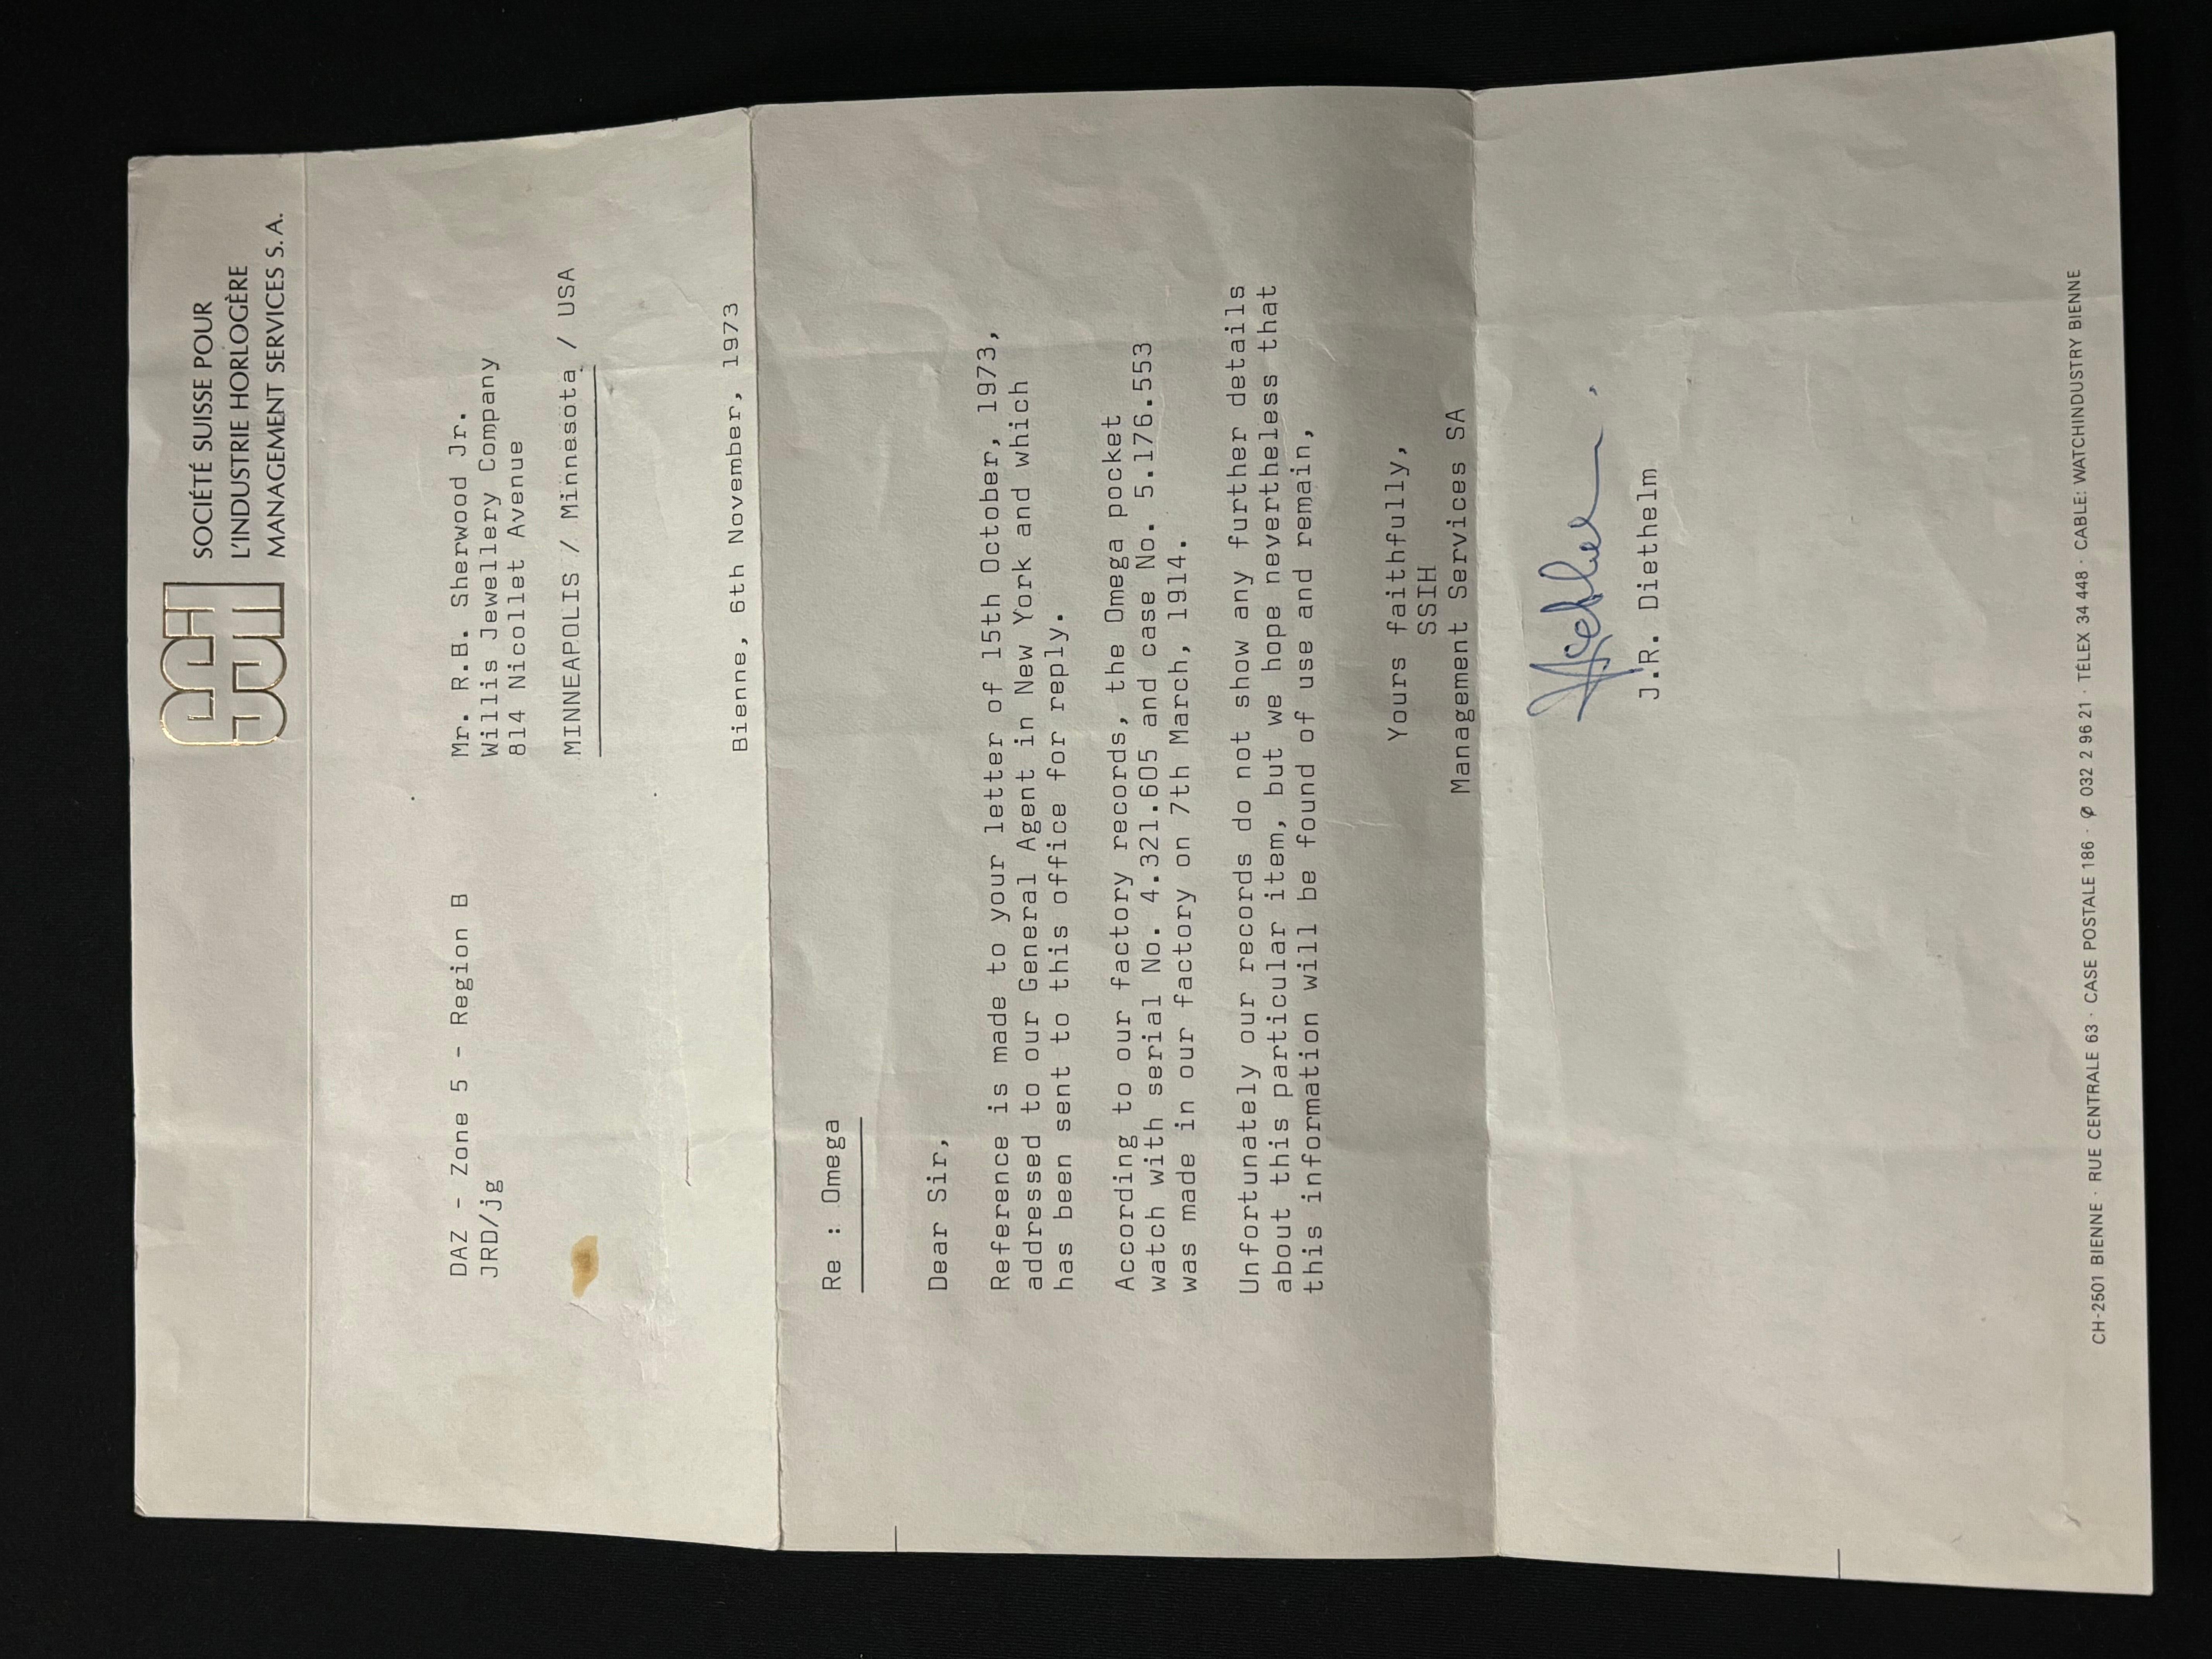 SSIH
SOCIÉTÉ SUISSE POUR
L'INDUSTRIE HORLOGÈRE
MANAGEMENT SERVICES S.A.
DAZ - Zone 5 - Region B
JRD/jg
Mr. R.B. Sherwood Jr.
Willis Jewellery Company
814 Nicollet Avenue
MINNEAPOLIS / Minnesota / USA
Bienne, 6th November, 1973
Re : Omega
Dear Sir,
Reference is made to your letter of 15th October, 1973,
addressed to our General Agent in New York and which
has been sent to this office for reply.
According to our factory records, the Omega pocket
watch with serial No. 4.321.605 and case No. 5.176.553
was made in our factory on 7th March, 1914.
Unfortunately our records do not show any further details
about this particular item, but we hope nevertheless that
this information will be found of use and remain,
Yours faithfully,
SSIH
Management Services SA
J.R. Diethelm
CH-2501 BIENNE · RUE CENTRALE 63 · CASE POSTALE 186 · ✆ 032 2 96 21 · TÉLEX 34 448 · CABLE: WATCHINDUSTRY BIENNE